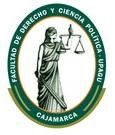 FACULTAD DE DERECHO Y CIENCIA POLÍTICA - UPAGU
CAJAMARCA